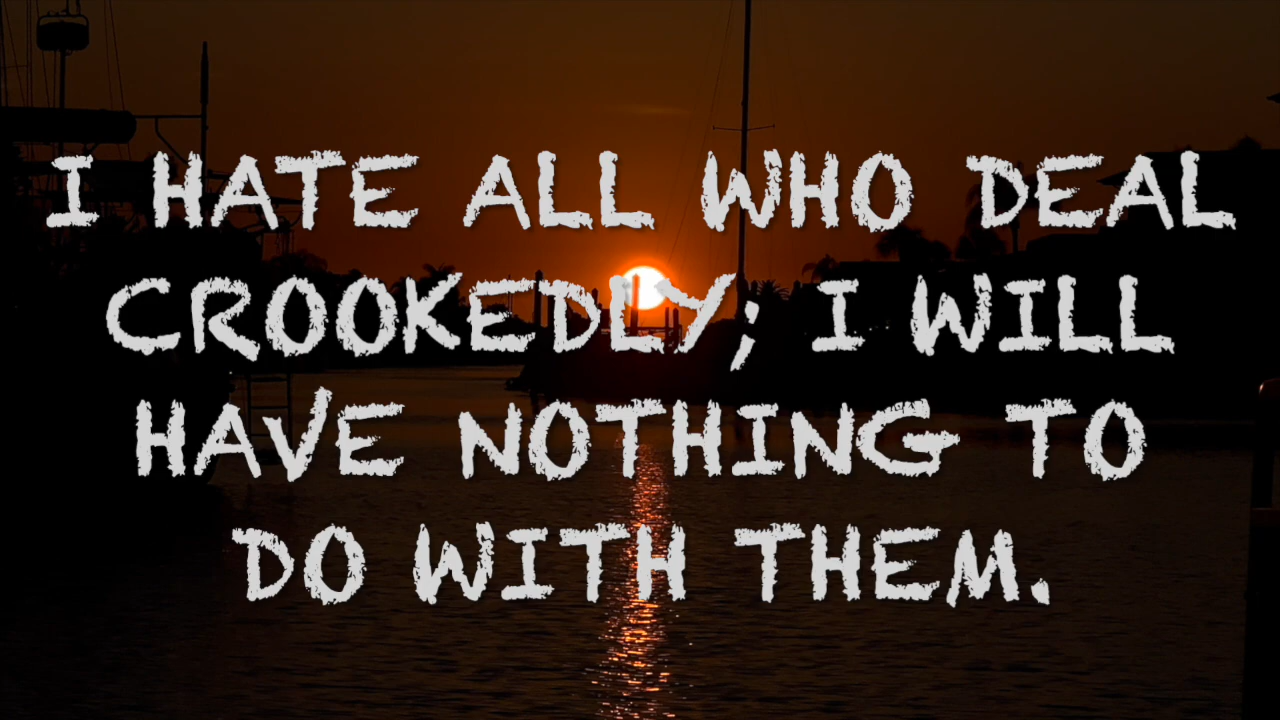 I HATE ALL WHO DEAL
CROOKEDLY; I WILL
HAVE NOTHING TO
DO WITH THEM.